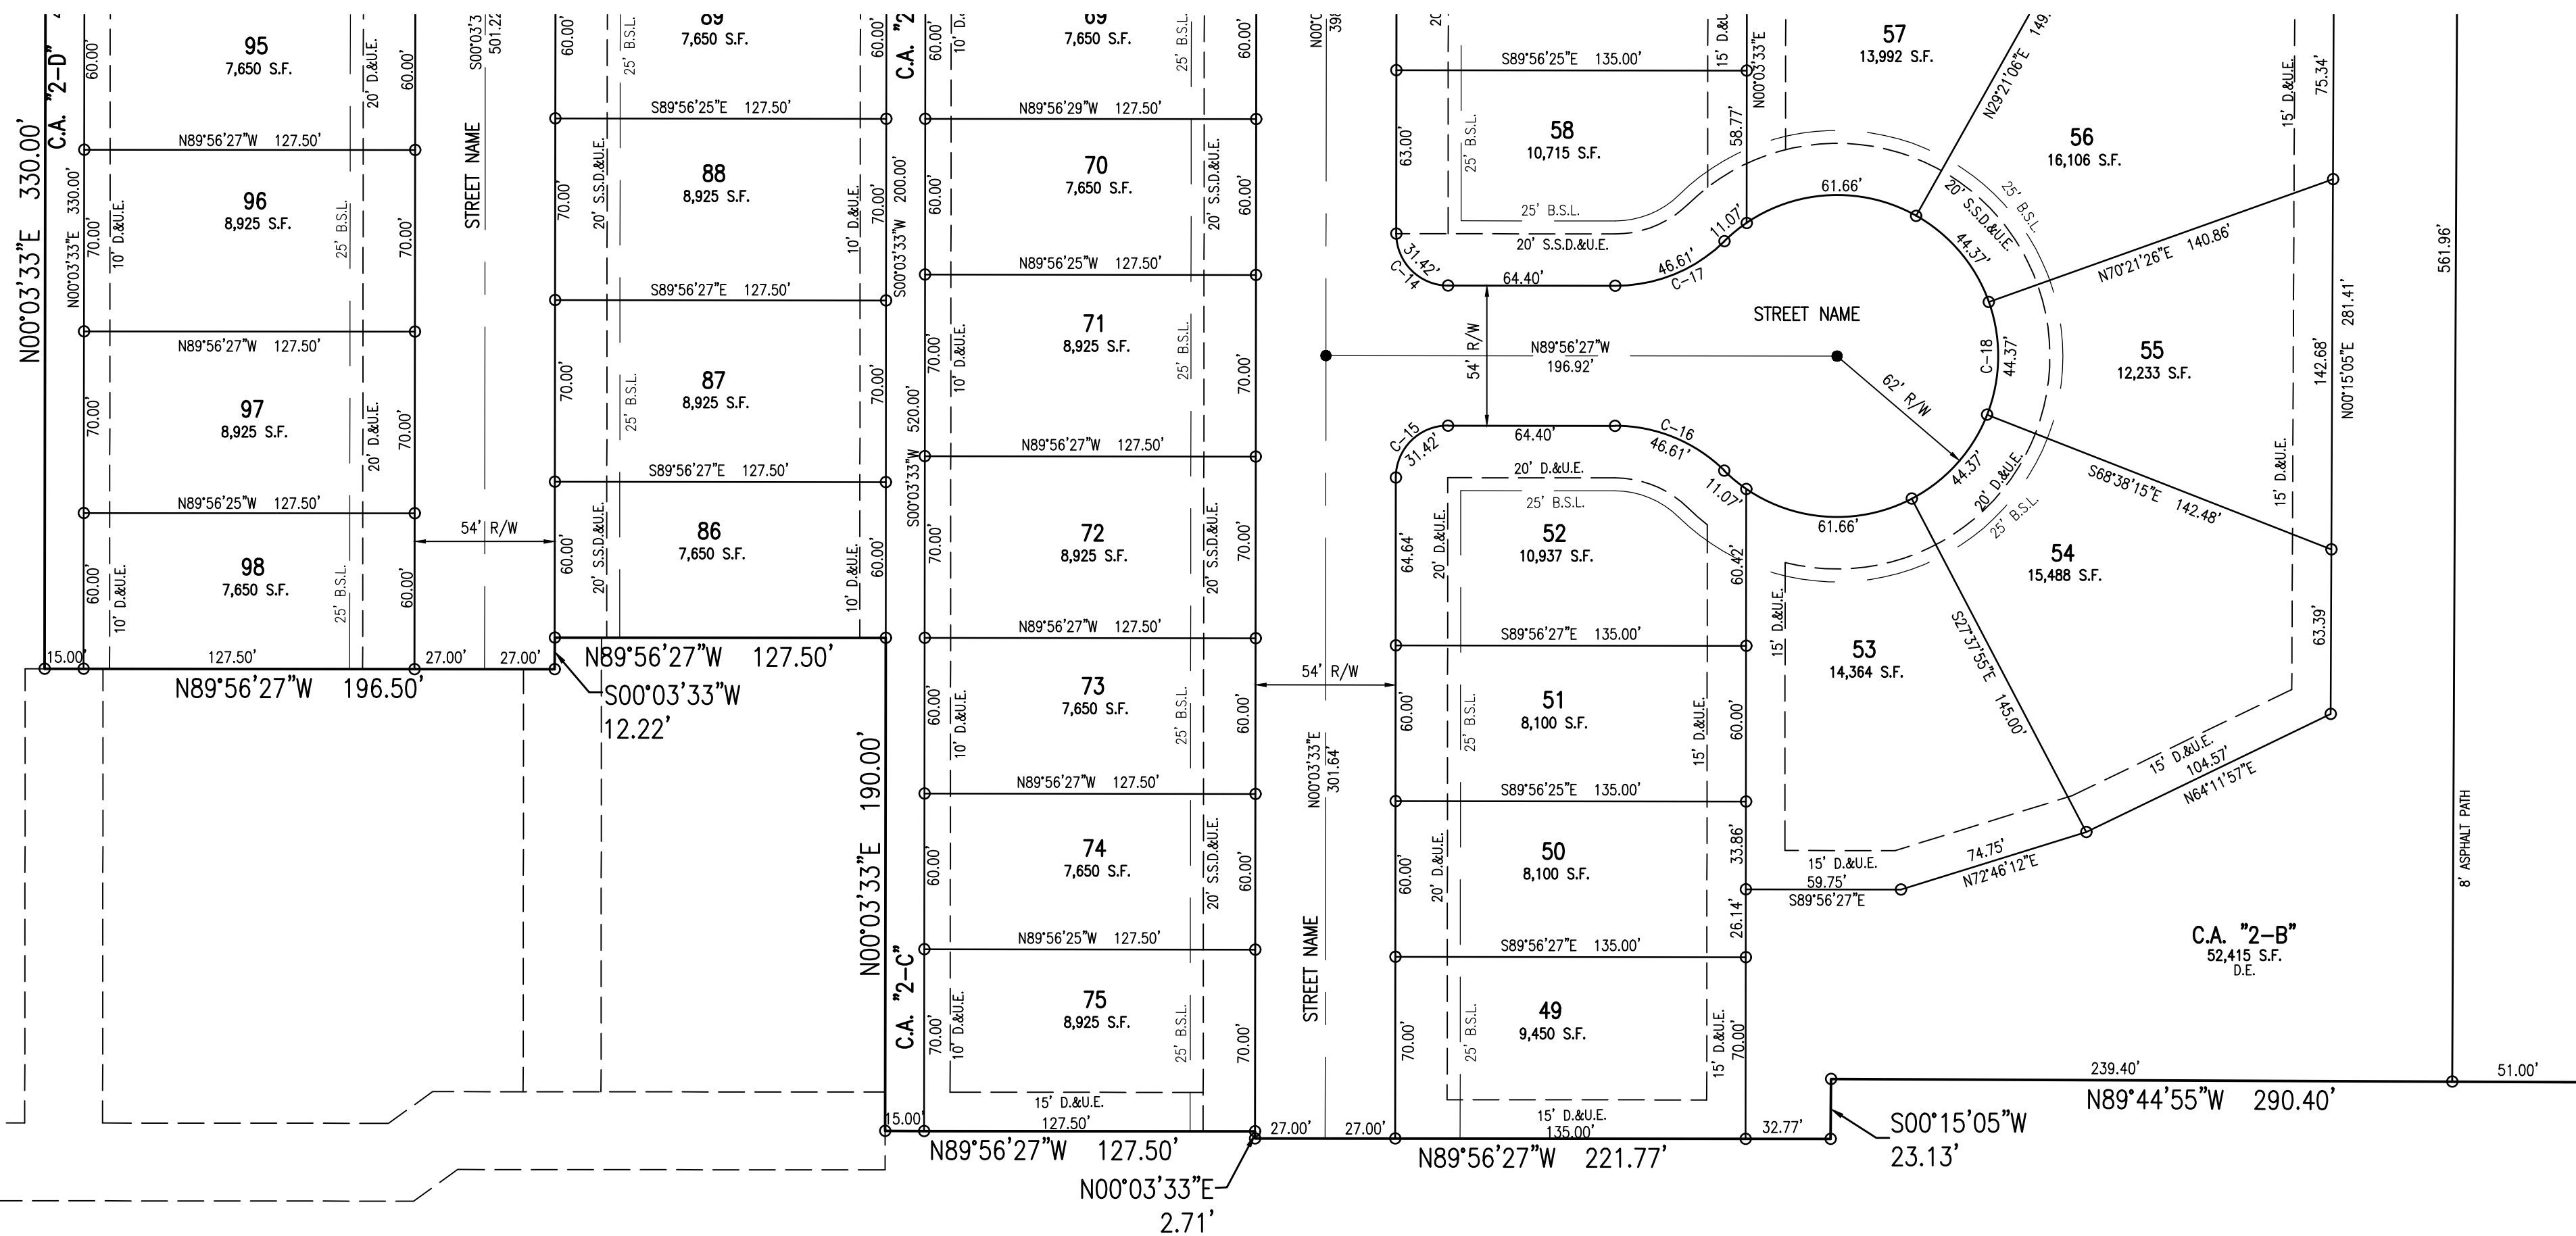 C.A. "2-D"
N00°03'33"E 330.00'
N00°03'33"E 330.00'
60.00'
95
7,650 S.F.
20' D.&U.E.
60.00'
N89°56'27"W 127.50'
70.00'
10' D.&U.E.
96
8,925 S.F.
25' B.S.L.
70.00'
N89°56'27"W 127.50'
70.00'
97
8,925 S.F.
20' D.&U.E.
70.00'
N89°56'25"W 127.50'
60.00'
10' D.&U.E.
98
7,650 S.F.
25' B.S.L.
60.00'
15.00'
127.50'
27.00'
27.00'
N89°56'27"W 196.50'
STREET NAME
501.22
54' R/W
60.00'
25' B.S.L.
7,650 S.F.
60.00'
S89°56'25"E 127.50'
70.00'
20' S.S.D.&U.E.
88
8,925 S.F.
10' D.&U.E.
70.00'
S89°56'27"E 127.50'
70.00'
25' B.S.L.
87
8,925 S.F.
70.00'
S89°56'27"E 127.50'
60.00'
20' S.S.D.&U.E.
86
7,650 S.F.
10' D.&U.E.
60.00'
N89°56'27"W 127.50'
S00°03'33"W
12.22'
C.A. "2
S00°03'33"W 200.00'
S00°03'33"W 520.00'
N00°03'33"E 190.00'
C.A. "2-C"
60.00'
69
7,650 S.F.
25' B.S.L.
60.00'
N89°56'29"W 127.50'
60.00'
70
7,650 S.F.
20' S.S.D.&U.E.
60.00'
N89°56'25"W 127.50'
70.00'
10' D.&U.E.
71
8,925 S.F.
25' B.S.L.
70.00'
N89°56'27"W 127.50'
70.00'
72
8,925 S.F.
20' S.S.D.&U.E.
70.00'
N89°56'27"W 127.50'
60.00'
10' D.&U.E.
73
7,650 S.F.
25' B.S.L.
60.00'
N89°56'27"W 127.50'
60.00'
74
7,650 S.F.
20' S.S.D.&U.E.
60.00'
N89°56'25"W 127.50'
70.00'
10' D.&U.E.
75
8,925 S.F.
25' B.S.L.
70.00'
15' D.&U.E.
15.00'
127.50'
N89°56'27"W 127.50'
N00°03'33"E
2.71'
54' R/W
N00°03'33"E
301.64'
STREET NAME
27.00'
27.00'
S89°56'25"E 135.00'
63.00'
25' B.S.L.
58
10,715 S.F.
58.77'
15' D.&U
N00°03'33"E
25' B.S.L.
20' S.S.D.&U.E.
31.42'
C-14
64.40'
46.61'
C-17
11.07'
61.66'
54' R/W
N89°56'27"W
196.92'
STREET NAME
62' R/W
C-15
31.42'
64.40'
C-16
46.61'
11.07'
61.66'
44.37'
C-18
44.37'
44.37'
20' S.S.D.&U.E.
25' B.S.L.
20' D.&U.E.
25' B.S.L.
57
13,992 S.F.
N29°21'06"E 149.
56
16,106 S.F.
15' D.&U.E.
75.34'
N70°21'26"E 140.86'
55
12,233 S.F.
142.68'
N00°15'05"E 281.41'
15' D.&U.E.
S68°38'15"E 142.48'
54
15,488 S.F.
63.39'
S27°37'55"E 145.00'
15' D.&U.E.
104.57'
N64°11'57"E
53
14,364 S.F.
15' D.&U.E.
15' D.&U.E.
59.75'
S89°56'27"E
74.75'
N72°46'12"E
20' D.&U.E.
25' B.S.L.
64.64'
20' D.&U.E.
52
10,937 S.F.
60.42'
S89°56'27"E 135.00'
60.00'
25' B.S.L.
51
8,100 S.F.
15' D.&U.E.
60.00'
S89°56'25"E 135.00'
60.00'
20' D.&U.E.
50
8,100 S.F.
33.86'
26.14'
S89°56'27"E 135.00'
70.00'
25' B.S.L.
49
9,450 S.F.
15' D.&U.E.
70.00'
15' D.&U.E.
135.00'
32.77'
N89°56'27"W 221.77'
S00°15'05"W
23.13'
C.A. "2-B"
52,415 S.F.
D.E.
561.96'
8' ASPHALT PATH
239.40'
51.00'
N89°44'55"W 290.40'